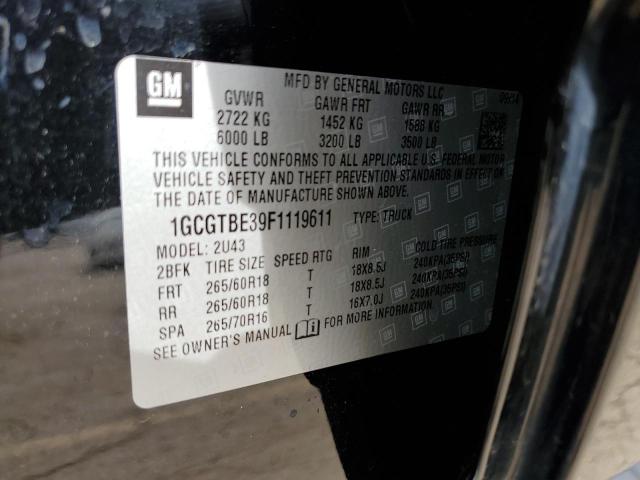 GM
MFD BY GENERAL MOTORS LLC
GVWR GAWR FRT GAWR RR
2722 KG 1452 KG 1588 KG
6000 LB 3200 LB 3500 LB
THIS VEHICLE CONFORMS TO ALL APPLICABLE U.S. FEDERAL MOTOR
VEHICLE SAFETY AND THEFT PREVENTION STANDARDS IN EFFECT ON
THE DATE OF MANUFACTURE SHOWN ABOVE.
1GCGTBE39F1119611 TYPE: TRUCK
MODEL: 2U43
2BFK TIRE SIZE SPEED RTG RIM COLD TIRE PRESSURE
FRT 265/60R18 T 18X8.5J 240KPA(35PSI)
RR 265/60R18 T 18X8.5J 240KPA(35PSI)
SPA 265/70R16 T 16X7.0J 240KPA(35PSI)
SEE OWNER'S MANUAL FOR MORE INFORMATION